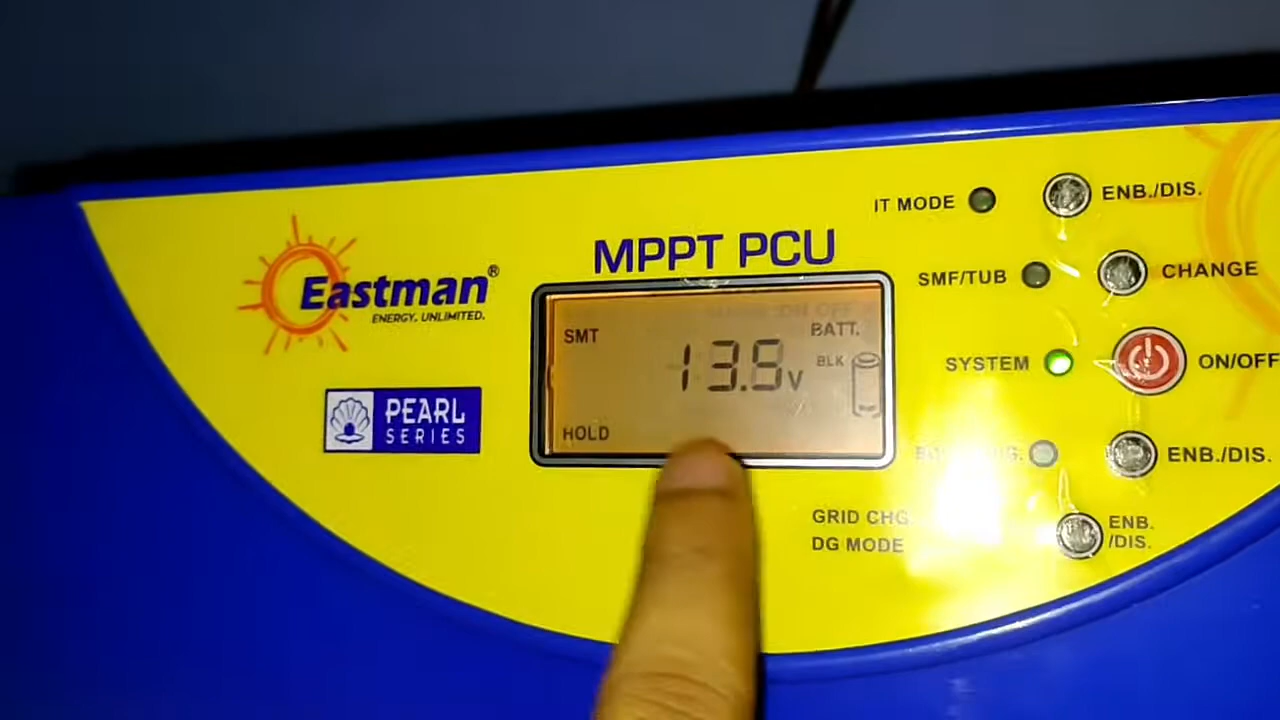 Eastman®
ENERGY. UNLIMITED.
PEARL
SERIES
MPPT PCU
SMT
BATT.
13.5v
BLK
HOLD
IT MODE
ENB./DIS.
SMF/TUB
CHANGE
SYSTEM
ON/OFF
ENB./DIS.
GRID CHG
DG MODE
ENB.
/DIS.